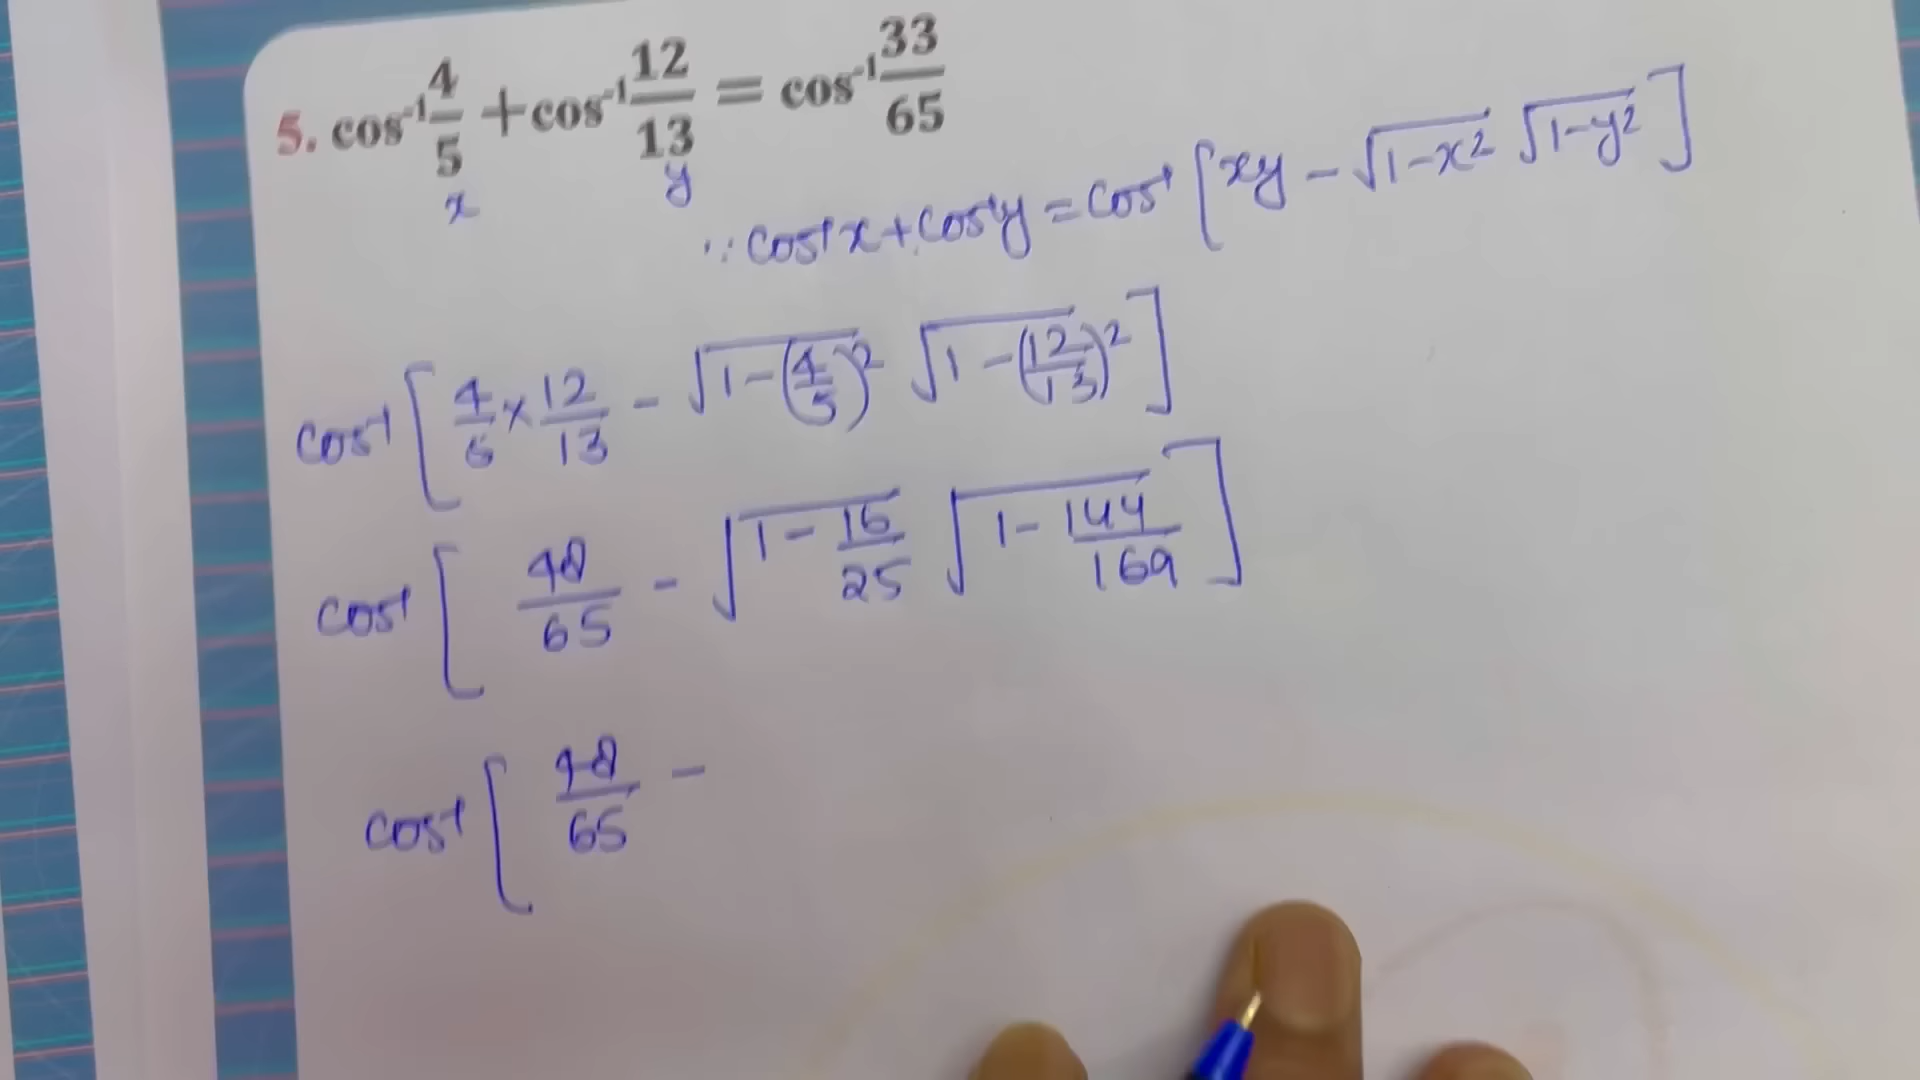 5. cos⁻¹ 4/5 + cos⁻¹ 12/13 = cos⁻¹ 33/65
x y
∵ cos⁻¹x + cos⁻¹y = cos⁻¹ [xy - √1-x² √1-y²]
cos⁻¹ [4/5 × 12/13 - √1-(4/5)² √1-(12/13)²]
cos⁻¹ [48/65 - √1-16/25 √1-144/169]
cos⁻¹ [48/65 -